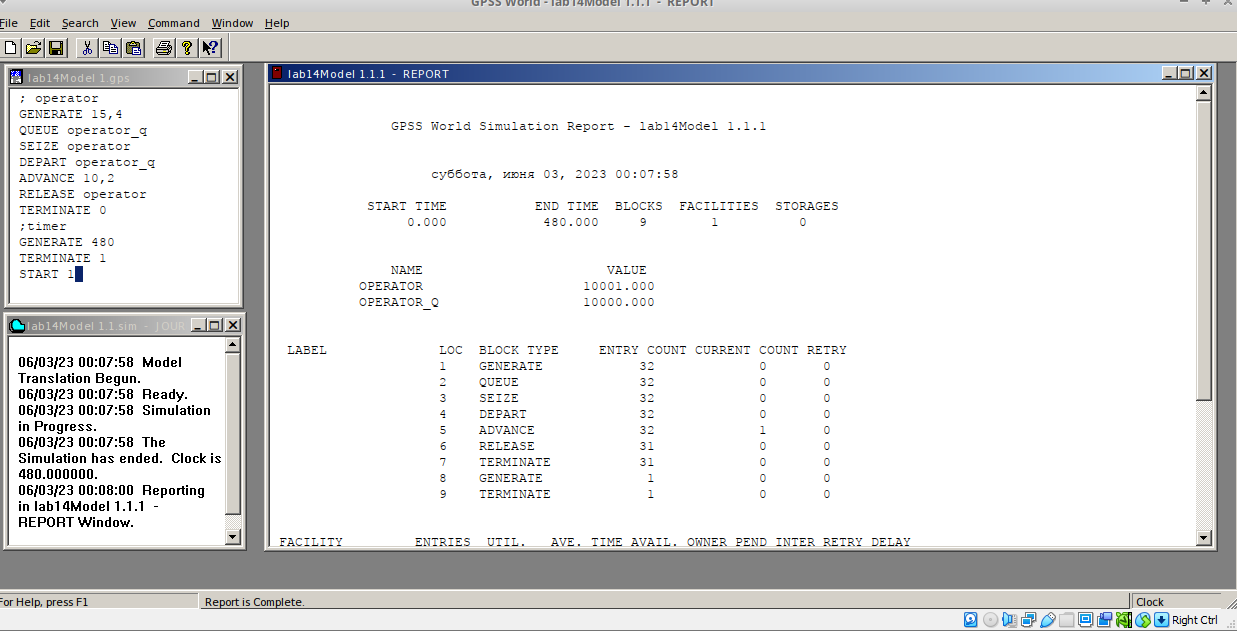 GPSS World - lab14Model 1.1.1 - REPORT
File Edit Search View Command Window Help
lab14Model 1.gps
; operator
GENERATE 15,4
QUEUE operator_q
SEIZE operator
DEPART operator_q
ADVANCE 10,2
RELEASE operator
TERMINATE 0
;timer
GENERATE 480
TERMINATE 1
START 1
lab14Model 1.1.sim - JOUR
06/03/23 00:07:58 Model
Translation Begun.
06/03/23 00:07:58 Ready.
06/03/23 00:07:58 Simulation
in Progress.
06/03/23 00:07:58 The
Simulation has ended. Clock is
480.000000.
06/03/23 00:08:00 Reporting
in lab14Model 1.1.1 -
REPORT Window.
lab14Model 1.1.1 - REPORT
GPSS World Simulation Report - lab14Model 1.1.1
суббота, июня 03, 2023 00:07:58
START TIME END TIME BLOCKS FACILITIES STORAGES
0.000 480.000 9 1 0
NAME VALUE
OPERATOR 10001.000
OPERATOR_Q 10000.000
LABEL LOC BLOCK TYPE ENTRY COUNT CURRENT COUNT RETRY
1 GENERATE 32 0 0
2 QUEUE 32 0 0
3 SEIZE 32 0 0
4 DEPART 32 0 0
5 ADVANCE 32 1 0
6 RELEASE 31 0 0
7 TERMINATE 31 0 0
8 GENERATE 1 0 0
9 TERMINATE 1 0 0
FACILITY ENTRIES UTIL. AVE. TIME AVAIL. OWNER PEND INTER RETRY DELAY
For Help, press F1
Report is Complete.
Clock
Right Ctrl